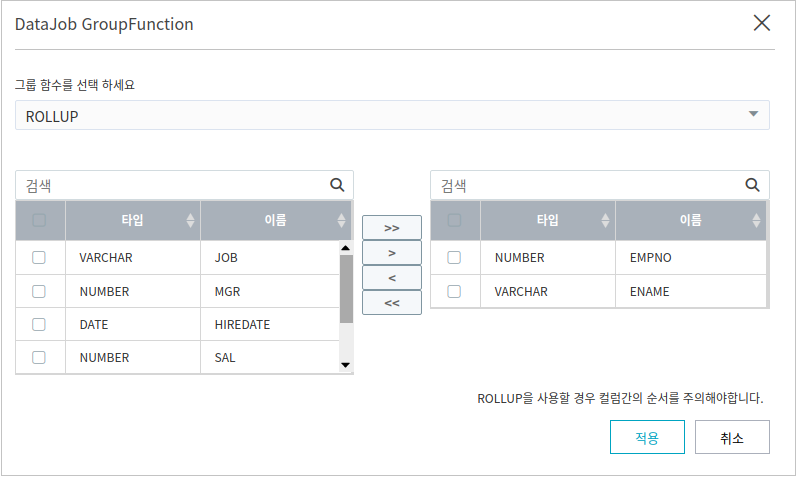 DataJob GroupFunction
그룹 함수를 선택 하세요
ROLLUP
검색
타입 이름
VARCHAR JOB
NUMBER MGR
DATE HIREDATE
NUMBER SAL
>>
>
<
<<
검색
타입 이름
NUMBER EMPNO
VARCHAR ENAME
ROLLUP을 사용할 경우 컬럼간의 순서를 주의해야합니다.
적용 취소